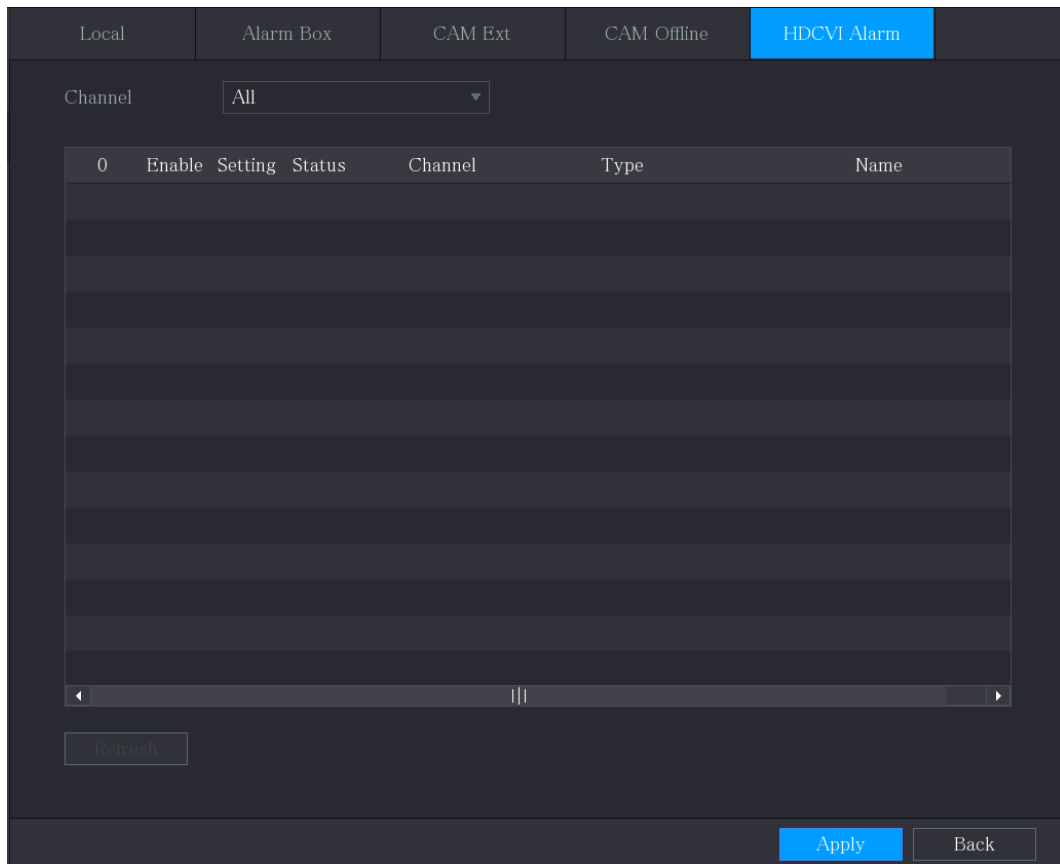 Local Alarm Box CAM Ext CAM Offline HDCVI Alarm
Channel All
0 Enable Setting Status Channel Type Name
Refresh
Apply Back